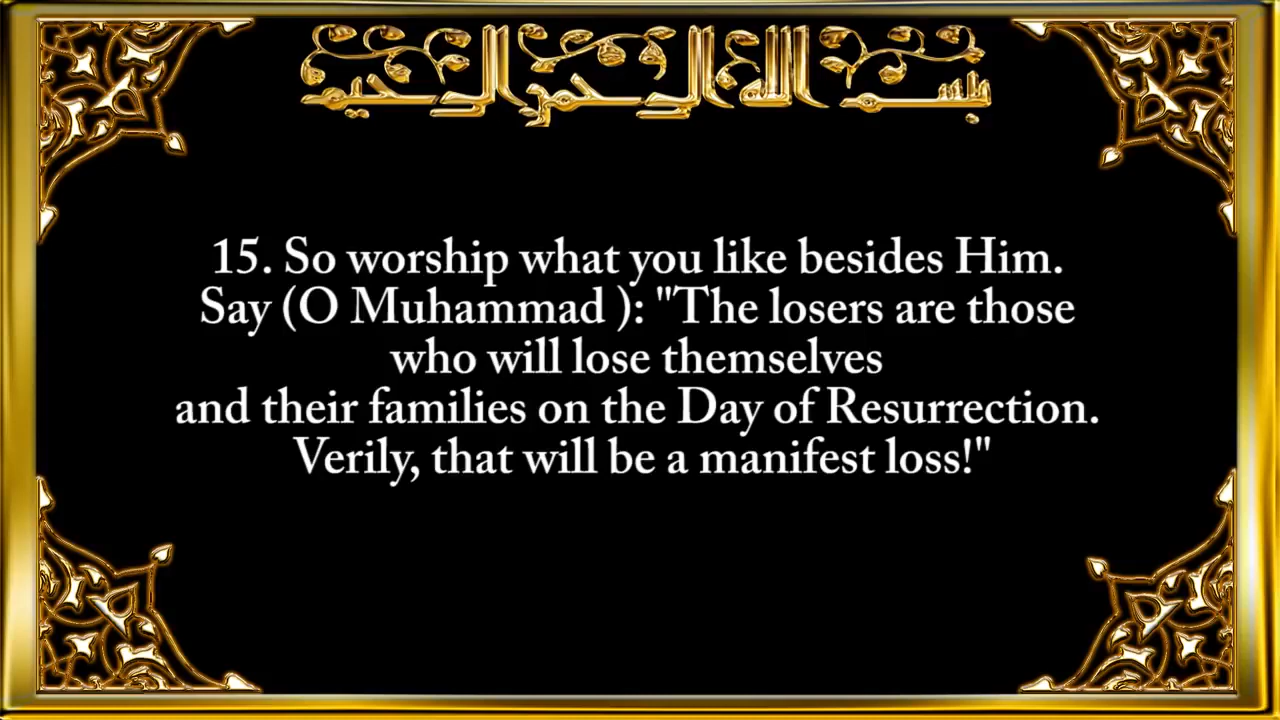 بسم الله الرحمن الرحيم
15. So worship what you like besides Him.
Say (O Muhammad ): "The losers are those
who will lose themselves
and their families on the Day of Resurrection.
Verily, that will be a manifest loss!"